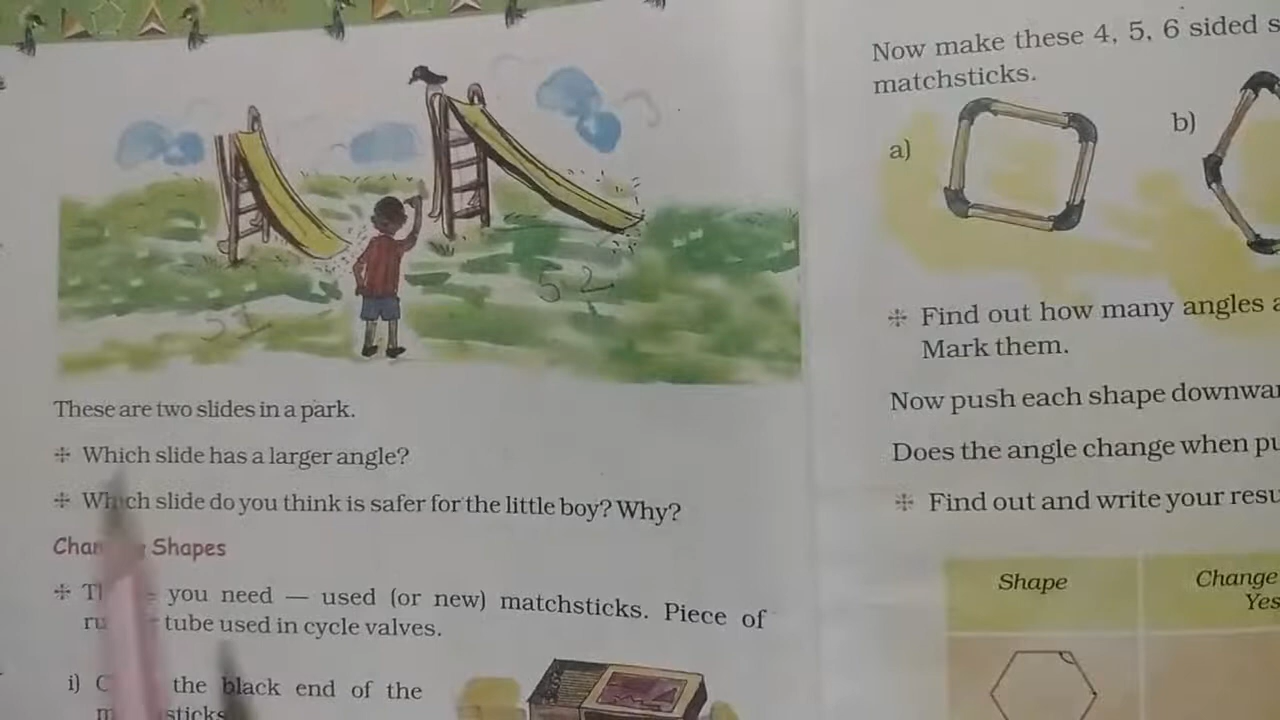 These are two slides in a park.
Which slide has a larger angle?
Which slide do you think is safer for the little boy? Why?
Shapes
you need — used (or new) matchsticks. Piece of
tube used in cycle valves.
i) the black end of the
52
Now make these 4, 5, 6 sided
matchsticks.
a)
b)
Find out how many angles
Mark them.
Now push each shape
Does the angle change when
Find out and write your
Shape
Change
Yes